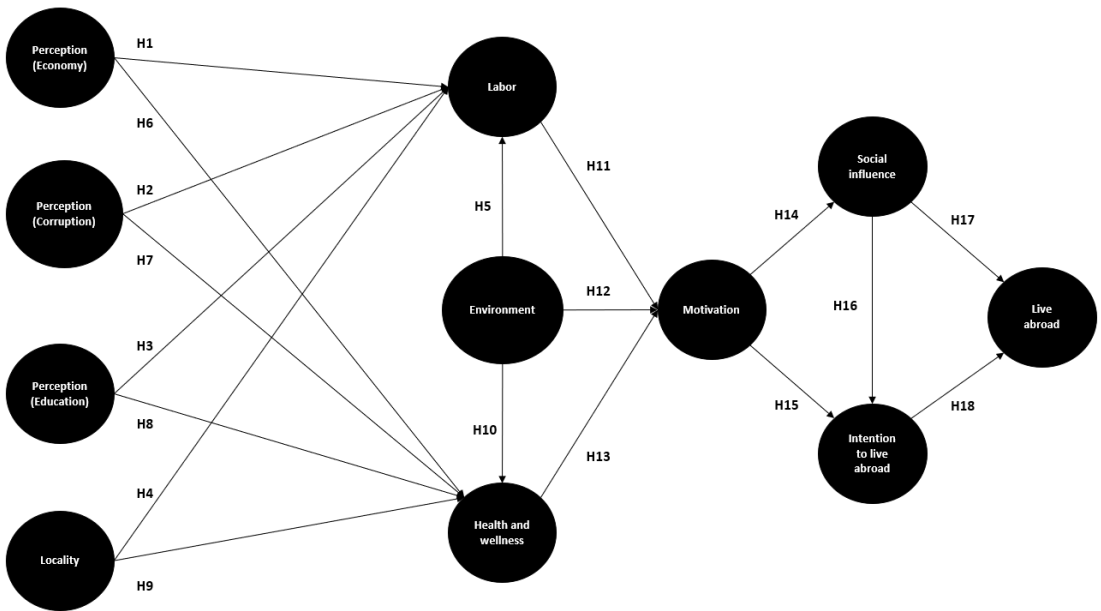 Perception
(Economy)
H1
H6
Perception
(Corruption)
H2
H7
Perception
(Education)
H3
H8
Locality
H4
H9
Labor
H5
Environment
H10
Health and
wellness
H11
H12
H13
Motivation
H14
H15
Social
influence
H16
Intention
to live
abroad
H17
H18
Live
abroad